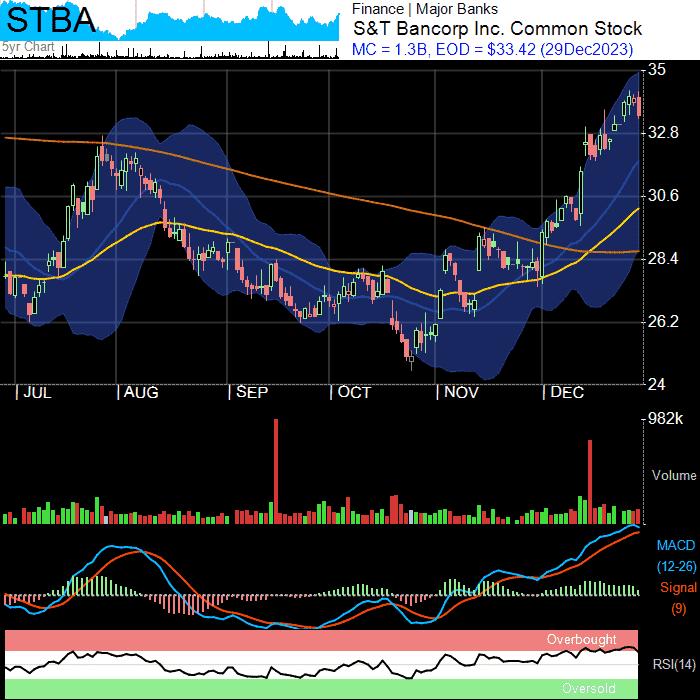 STBA
5yr Chart
Finance | Major Banks
S&T Bancorp Inc. Common Stock
MC = 1.3B, EOD = $33.42 (29Dec2023)
35
32.8
30.6
28.4
26.2
24
| JUL | AUG | SEP | OCT | NOV | DEC
982k
Volume
MACD
(12-26)
Signal
(9)
Overbought
RSI(14)
Oversold